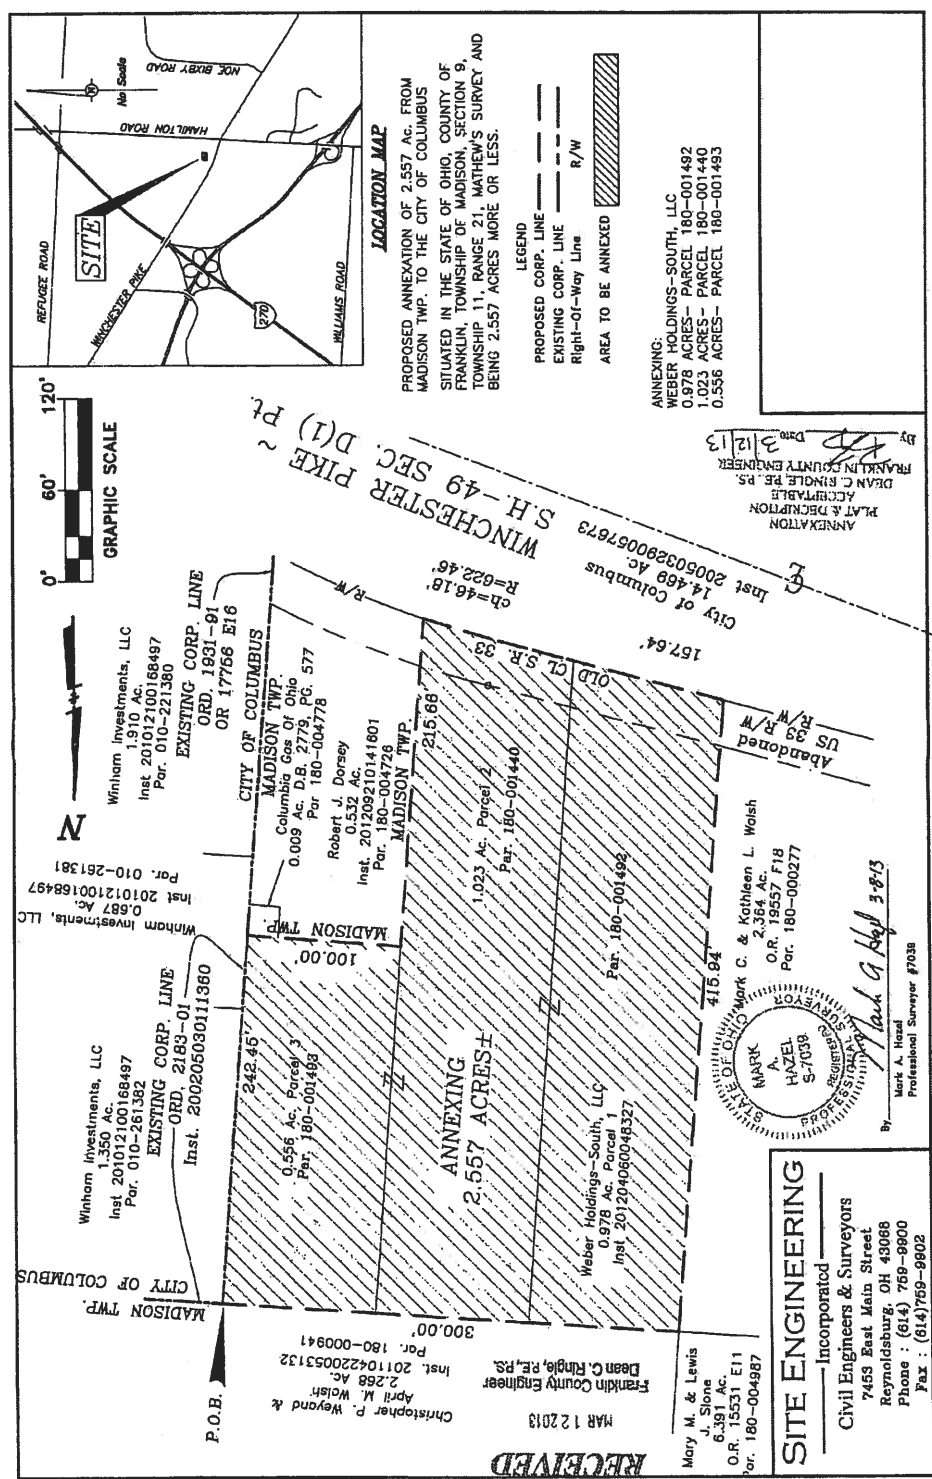 REFUGEE ROAD
WINCHESTER PIKE
WILLIAMS ROAD
HAMILTON ROAD
NOE BIXBY ROAD
No Scale
SITE
270
LOCATION MAP
PROPOSED ANNEXATION OF 2.557 Ac. FROM
MADISON TWP. TO THE CITY OF COLUMBUS
SITUATED IN THE STATE OF OHIO, COUNTY OF
FRANKLIN, TOWNSHIP OF MADISON, SECTION 9,
TOWNSHIP 11, RANGE 21, MATHEW'S SURVEY AND
BEING 2.557 ACRES MORE OR LESS.
LEGEND
PROPOSED CORP. LINE
EXISTING CORP. LINE
Right-Of-Way Line R/W
AREA TO BE ANNEXED
ANNEXING:
WEBER HOLDINGS-SOUTH, LLC
0.978 ACRES- PARCEL 180-001492
1.023 ACRES- PARCEL 180-001440
0.556 ACRES- PARCEL 180-001493
0' 60' 120'
GRAPHIC SCALE
N
Winham Investments, LLC
1.350 Ac.
Inst 201012100168497
Par. 010-261382
EXISTING CORP. LINE
ORD. 2183-01
Inst. 200205030111360
Winham Investments, LLC
0.687 Ac.
Inst 201012100168497
Par. 010-261381
Winham Investments, LLC
1.910 Ac.
Inst 201012100168497
Par. 010-221380
EXISTING CORP. LINE
ORD. 1931-91
OR 17756 E16
CITY OF COLUMBUS
MADISON TWP.
CITY OF COLUMBUS
MADISON TWP.
Columbia Gas Of Ohio
0.009 Ac. D.B. 2779, PG. 577
Par 180-004778
Robert J. Dorsey
0.532 Ac.
Inst. 201209210141601
Par. 180-004726
MADISON TWP.
MADISON TWP.
100.00'
215.66'
242.45'
P.O.B.
0.556 Ac. Parcel 3
Par. 180-001493
Z
ANNEXING
2.557 ACRES±
1.023 Ac. Parcel 2
Par. 180-001440
Z
Par 180-001492
Weber Holdings-South, LLC
0.978 Ac. Parcel 1
Inst 201204060048327
300.00'
415.94'
157.64'
OLD CL S.R. 33
Abandoned
US 33 R/W
R/W
R/W
ch=46.18'
R=622.46'
WINCHESTER PIKE ~
S.H.-49 SEC. D(1) Pt.
City of Columbus
14.469 Ac.
Inst 200503290057673
CL
Christopher P. Weyand &
April M. Welsh
2.268 Ac.
Inst. 201104220053132
Par. 180-000941
Mary M. & Lewis
J. Slone
6.391 Ac.
O.R. 15531 E11
Par. 180-004987
Mark C. & Kathleen L. Walsh
2.364 Ac.
O.R. 19557 F18
Par. 180-000277
ANNEXATION
PLAT & DECRIPTION
ACCEPTABLE
DEAN C. RINGLE, P.E., P.S.
FRANKLIN COUNTY ENGINEER
By Date 3/12/13
RECEIVED
MAR 12 2013
Franklin County Engineer
Dean C. Ringle, P.E., P.S.
STATE OF OHIO
MARK
A.
HAZEL
S-7039
REGISTERED
PROFESSIONAL SURVEYOR
By Mark A Hazel 3-8-13
Mark A. Hazel
Professional Surveyor #7039
SITE ENGINEERING
Incorporated
Civil Engineers & Surveyors
7453 East Main Street
Reynoldsburg, OH 43068
Phone : (614) 759-9900
Fax : (614)759-9902